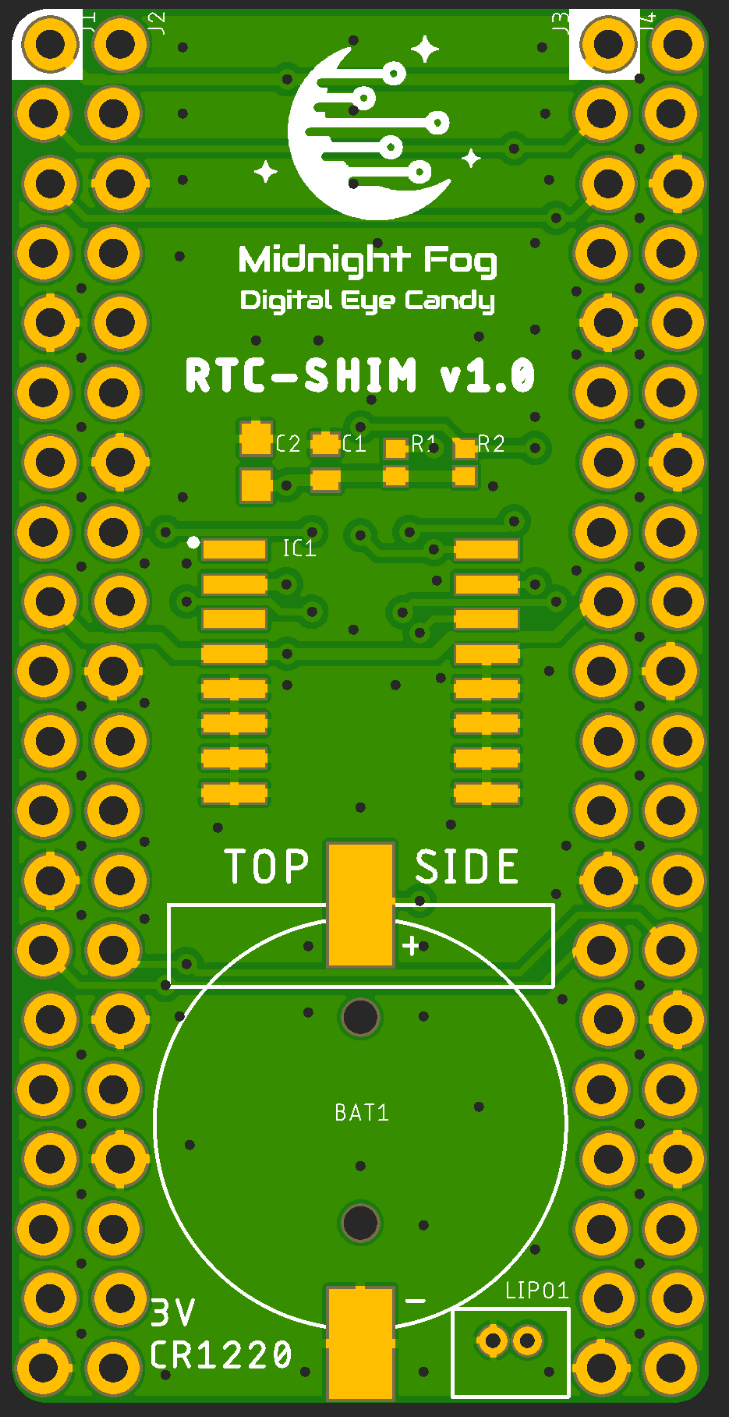 J1 J2 J3 J4
Midnight Fog
Digital Eye Candy
RTC-SHIM v1.0
C2 C1 R1 R2
IC1
TOP SIDE
+
BAT1
-
LIPO1
3V
CR1220